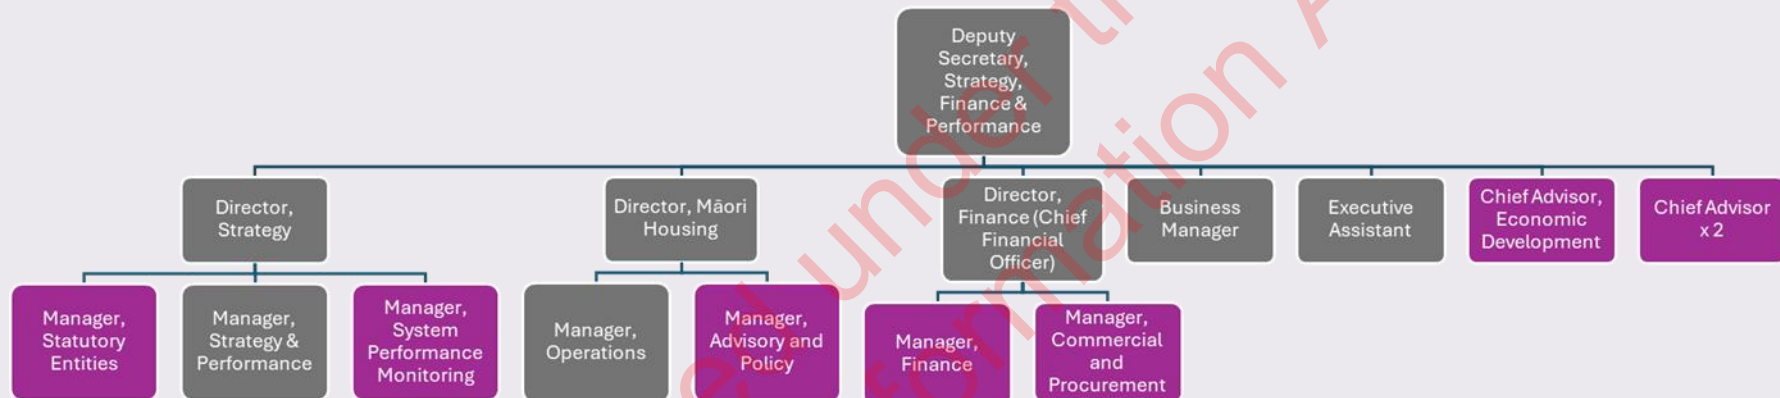 Deputy
Secretary,
Strategy,
Finance &
Performance
Director,
Strategy
Director, Māori
Housing
Director,
Finance (Chief
Financial
Officer)
Business
Manager
Executive
Assistant
Chief Advisor,
Economic
Development
Chief Advisor
x 2
Manager,
Statutory
Entities
Manager,
Strategy &
Performance
Manager,
System
Performance
Monitoring
Manager,
Operations
Manager,
Advisory and
Policy
Manager,
Finance
Manager,
Commercial
and
Procurement
under